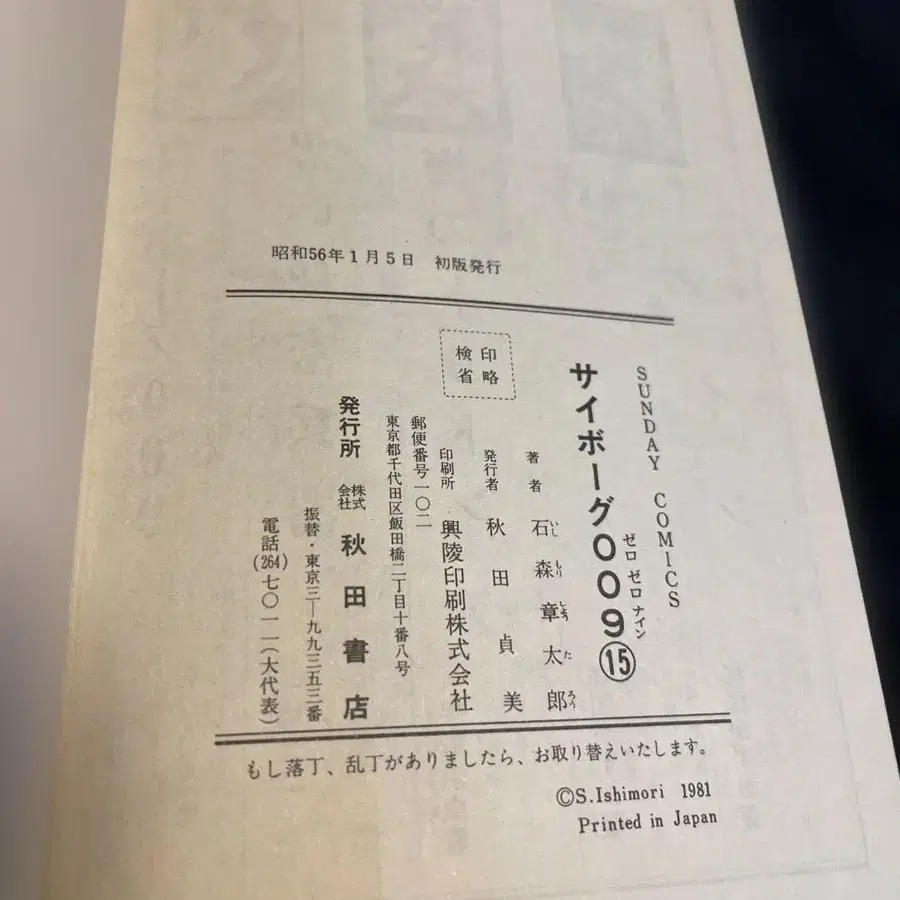 昭和56年1月5日 初版発行
SUNDAY COMICS
サイボーグ009⑮
ゼロ ゼロ ナイン
著者 石森章太郎
いし もり しょう た ろう
発行者 秋田貞美
検印省略
印刷所 興陵印刷株式会社
郵便番号一〇二
東京都千代田区飯田橋二丁目十番八号
発行所 株式会社 秋田書店
振替・東京三―九九三五三番
電話(264)七〇一一(大代表)
もし落丁、乱丁がありましたら、お取り替えいたします。
©S.Ishimori 1981
Printed in Japan